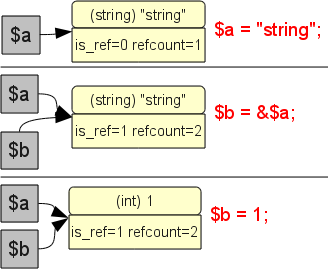 $a
(string) "string"
is_ref=0 refcount=1
$a = "string";
$a
$b
(string) "string"
is_ref=1 refcount=2
$b = &$a;
$a
$b
(int) 1
is_ref=1 refcount=2
$b = 1;